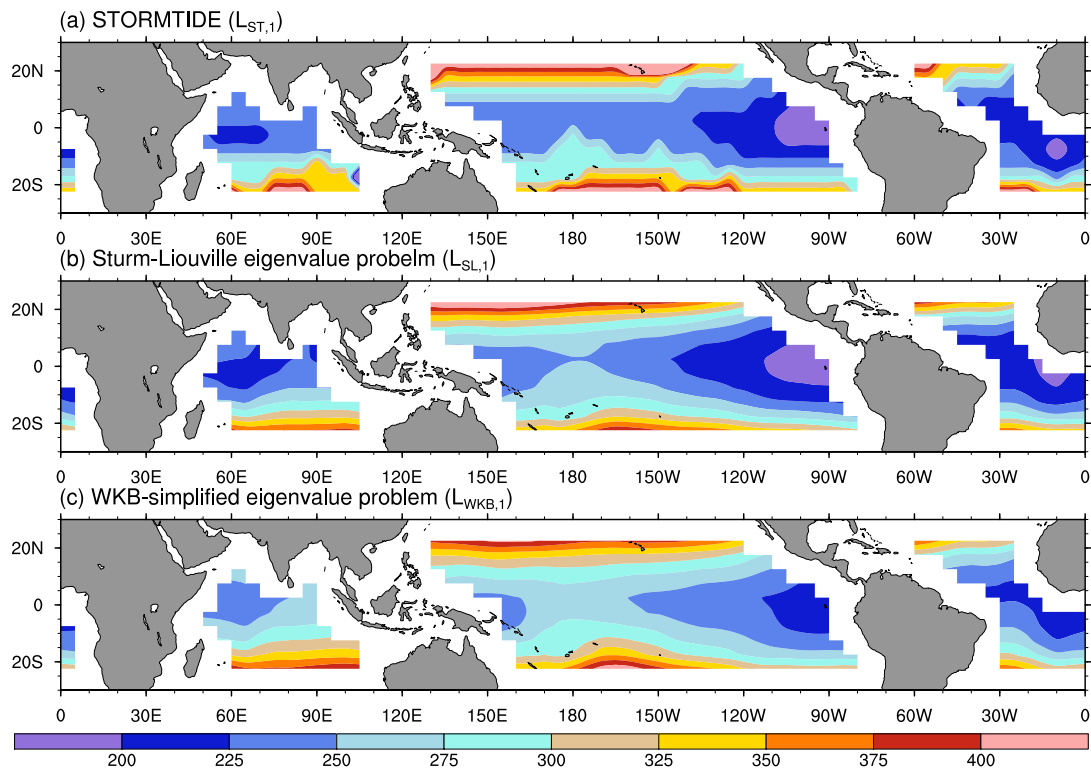 (a) STORMTIDE (L_ST,1)
20N
0
20S
0 30E 60E 90E 120E 150E 180 150W 120W 90W 60W 30W 0
(b) Sturm-Liouville eigenvalue probelm (L_SL,1)
20N
0
20S
0 30E 60E 90E 120E 150E 180 150W 120W 90W 60W 30W 0
(c) WKB-simplified eigenvalue problem (L_WKB,1)
20N
0
20S
0 30E 60E 90E 120E 150E 180 150W 120W 90W 60W 30W 0
200 225 250 275 300 325 350 375 400